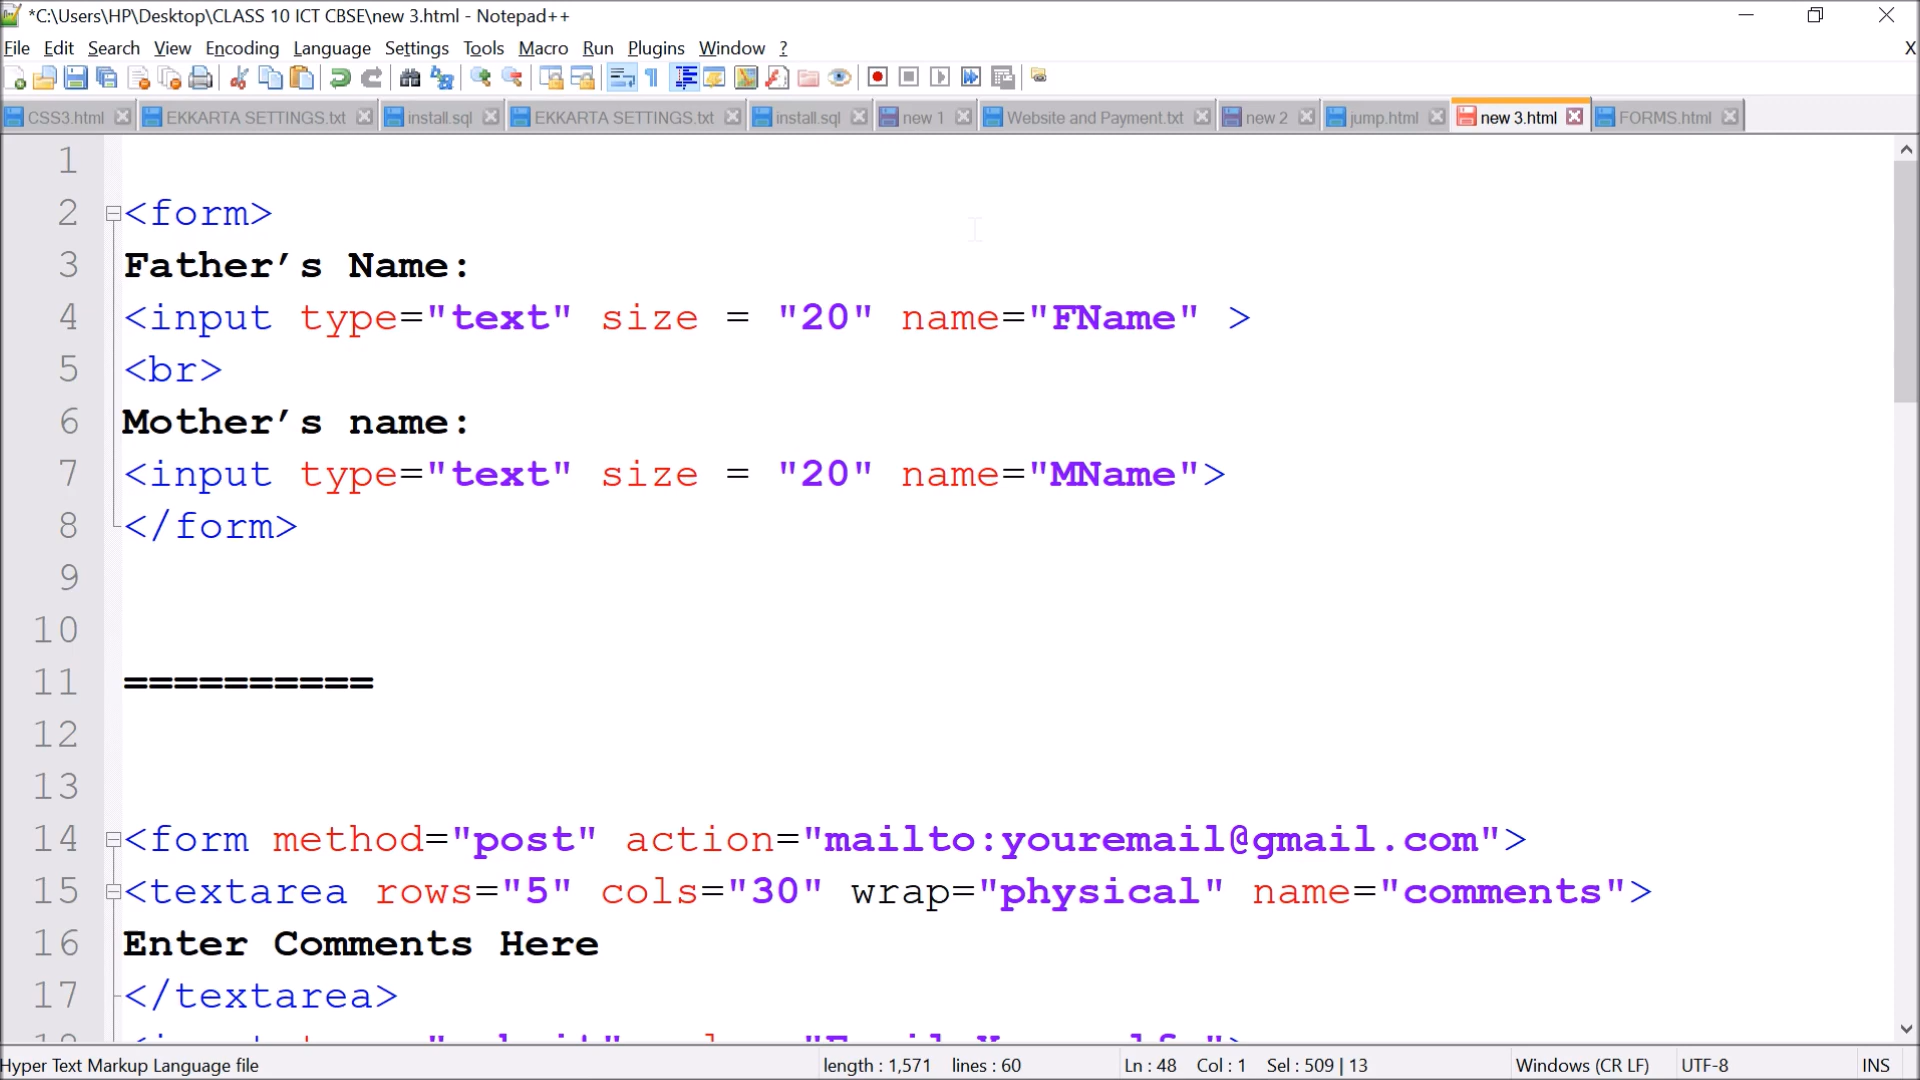 *C:\Users\HP\Desktop\CLASS 10 ICT CBSE\new 3.html - Notepad++
File Edit Search View Encoding Language Settings Tools Macro Run Plugins Window ? X
CSS3.html EKKARTA SETTINGS.txt install.sql EKKARTA SETTINGS.txt install.sql new 1 Website and Payment.txt new 2 jump.html new 3.html FORMS.html
1
2 <form>
3 Father’s Name:
4 <input type="text" size = "20" name="FName" >
5 <br>
6 Mother’s name:
7 <input type="text" size = "20" name="MName">
8 </form>
9
10
11 ==========
12
13
14 <form method="post" action="mailto:youremail@gmail.com">
15 <textarea rows="5" cols="30" wrap="physical" name="comments">
16 Enter Comments Here
17 </textarea>
Hyper Text Markup Language file length : 1,571 lines : 60 Ln : 48 Col : 1 Sel : 509 | 13 Windows (CR LF) UTF-8 INS